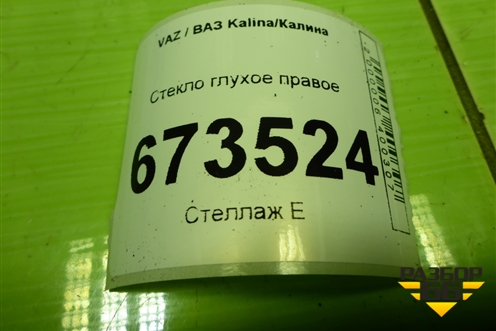 VAZ / ВАЗ Kalina/Калина
Стекло глухое правое
673524
Стеллаж Е
РАЗБОР